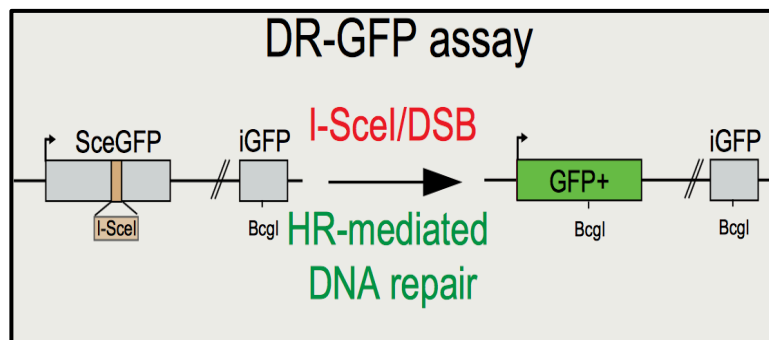 DR-GFP assay
SceGFP
iGFP
I-SceI
BcgI
I-SceI/DSB
HR-mediated
DNA repair
GFP+
BcgI
iGFP
BcgI